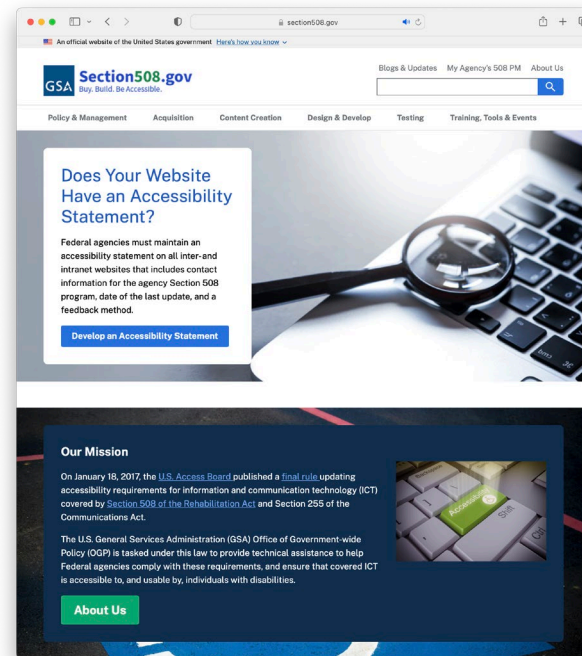 section508.gov
An official website of the United States government Here's how you know
Blogs & Updates My Agency's 508 PM About Us
GSA
Section508.gov
Buy. Build. Be Accessible.
Policy & Management Acquisition Content Creation Design & Develop Testing Training, Tools & Events
Does Your Website
Have an Accessibility
Statement?
Federal agencies must maintain an
accessibility statement on all inter- and
intranet websites that includes contact
information for the agency Section 508
program, date of the last update, and a
feedback method.
Develop an Accessibility Statement
Our Mission
On January 18, 2017, the U.S. Access Board published a final rule updating
accessibility requirements for information and communication technology (ICT)
covered by Section 508 of the Rehabilitation Act and Section 255 of the
Communications Act.
The U.S. General Services Administration (GSA) Office of Government-wide
Policy (OGP) is tasked under this law to provide technical assistance to help
Federal agencies comply with these requirements, and ensure that covered ICT
is accessible to, and usable by, individuals with disabilities.
About Us
Accessibility
Shift
Ctrl